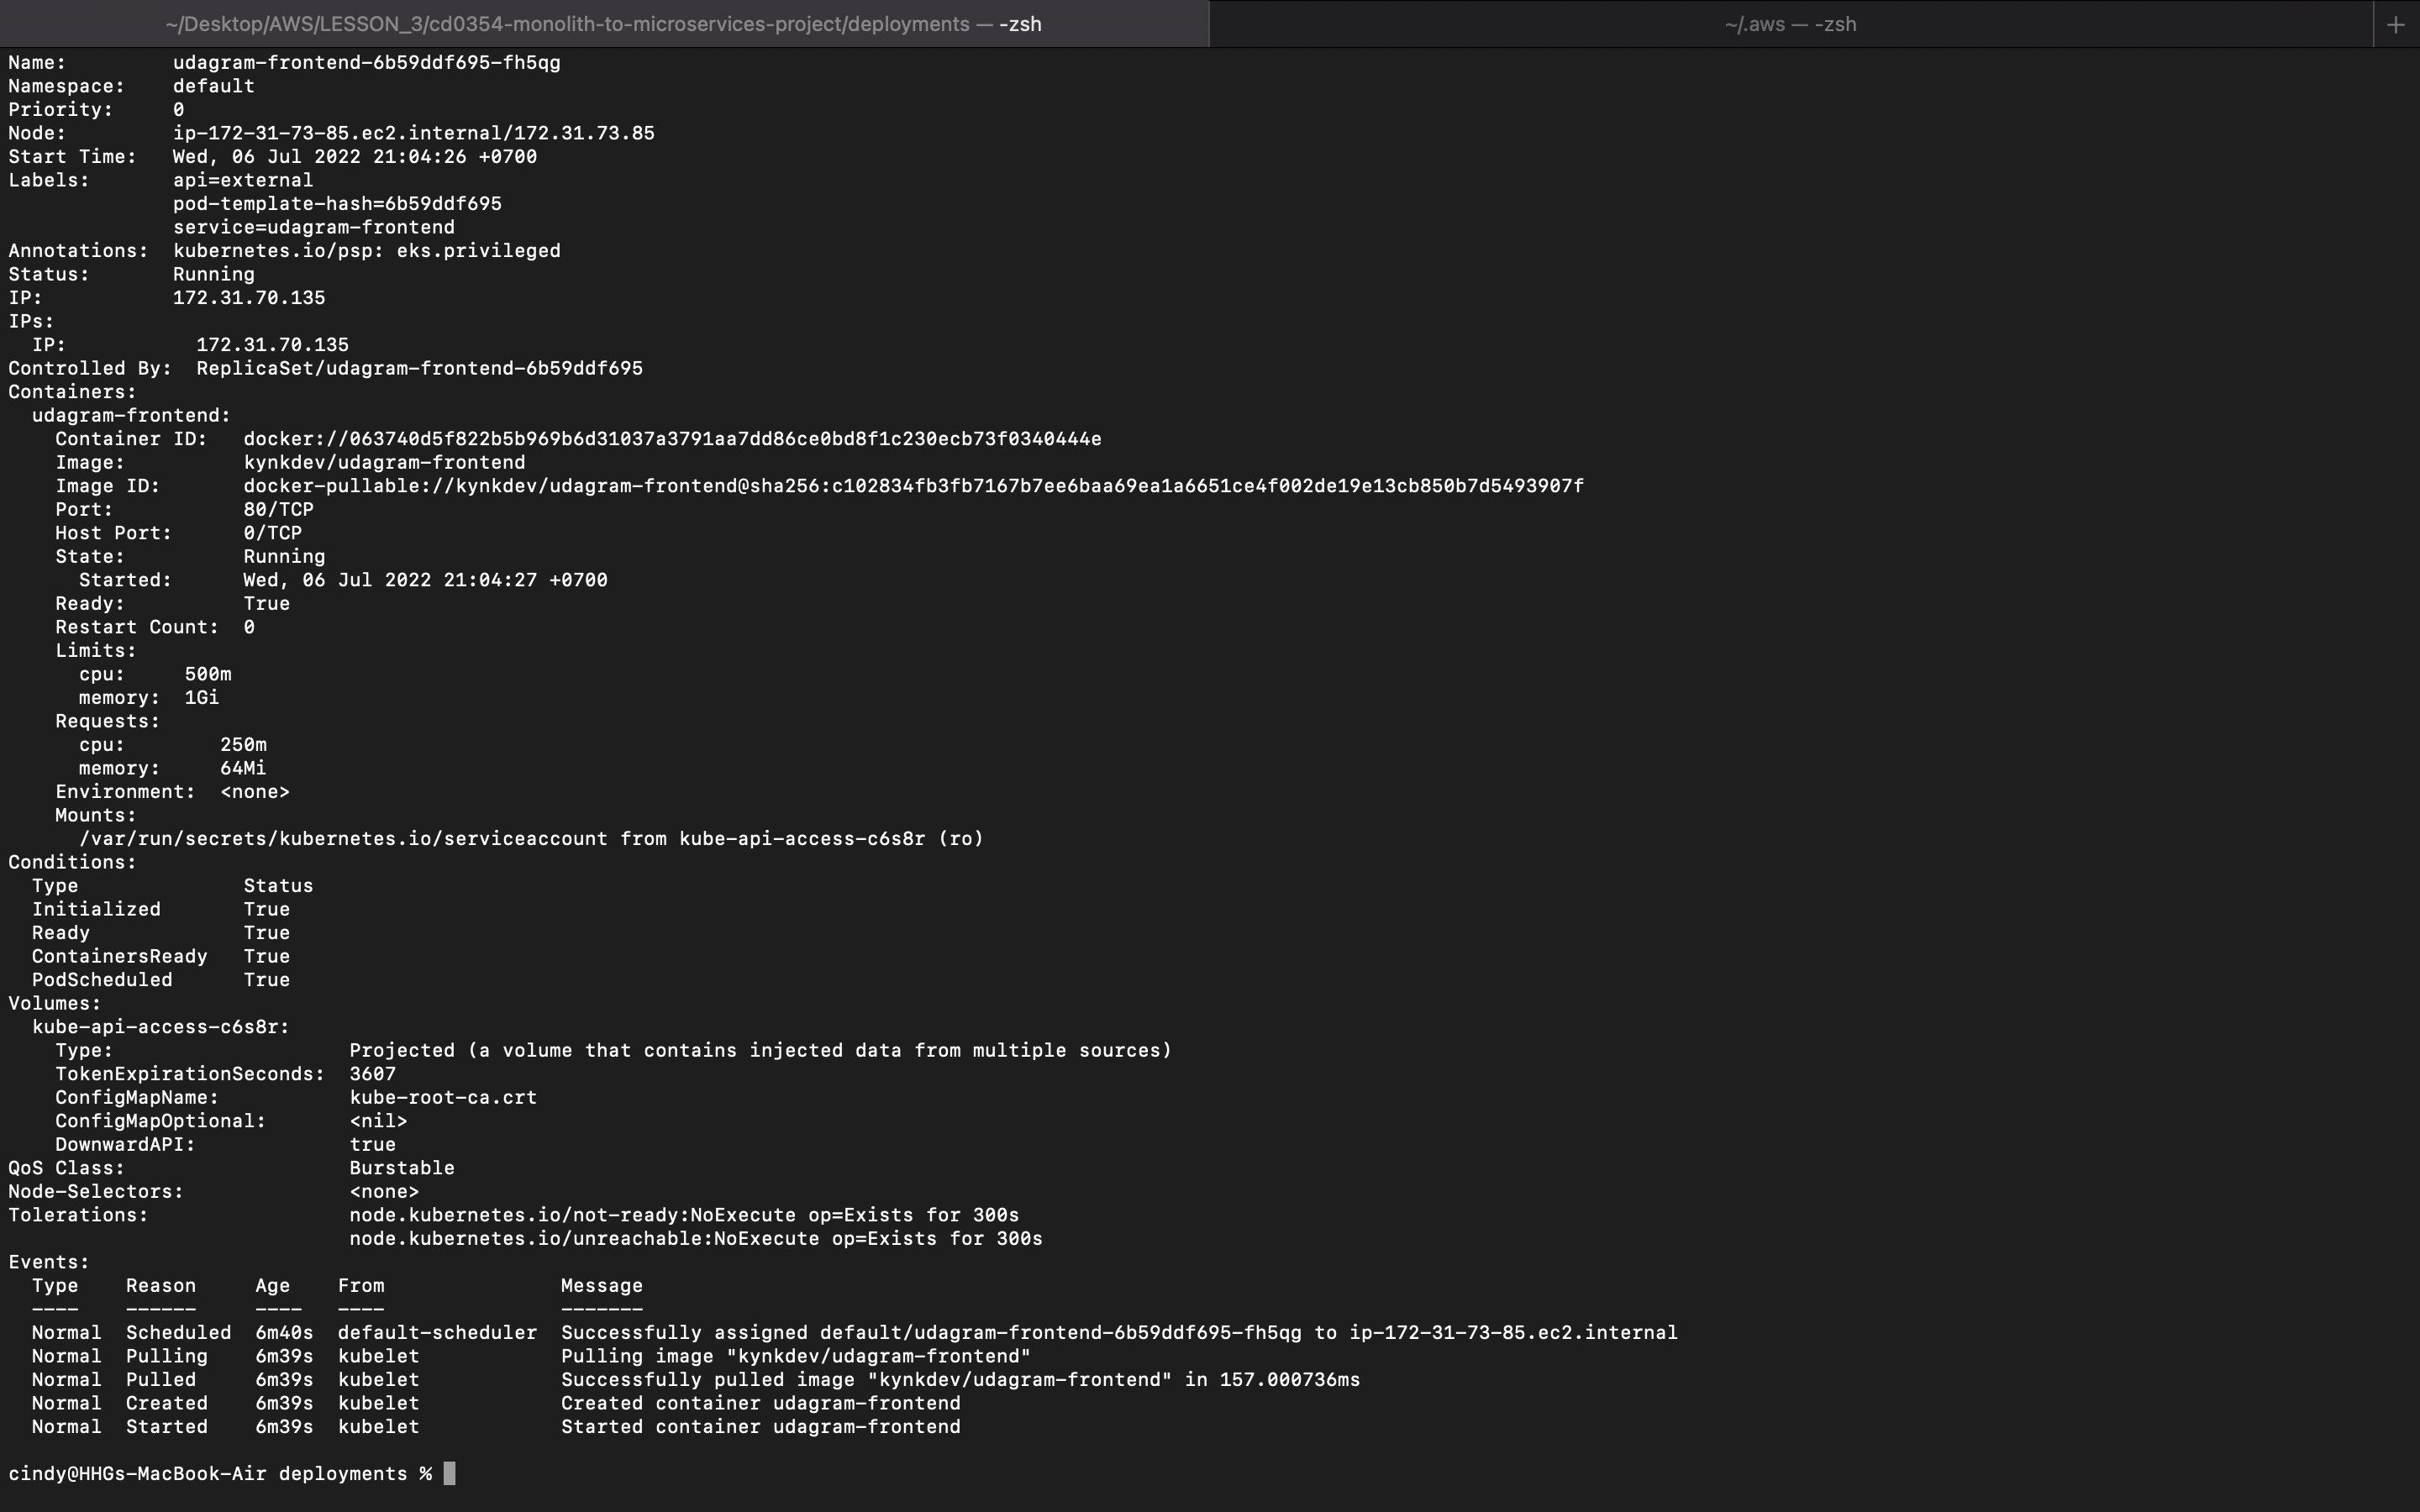 ~/Desktop/AWS/LESSON_3/cd0354-monolith-to-microservices-project/deployments — -zsh
~/.aws — -zsh
+
Name:         udagram-frontend-6b59ddf695-fh5qg
Namespace:    default
Priority:     0
Node:         ip-172-31-73-85.ec2.internal/172.31.73.85
Start Time:   Wed, 06 Jul 2022 21:04:26 +0700
Labels:       api=external
              pod-template-hash=6b59ddf695
              service=udagram-frontend
Annotations:  kubernetes.io/psp: eks.privileged
Status:       Running
IP:           172.31.70.135
IPs:
  IP:           172.31.70.135
Controlled By:  ReplicaSet/udagram-frontend-6b59ddf695
Containers:
  udagram-frontend:
    Container ID:   docker://063740d5f822b5b969b6d31037a3791aa7dd86ce0bd8f1c230ecb73f0340444e
    Image:          kynkdev/udagram-frontend
    Image ID:       docker-pullable://kynkdev/udagram-frontend@sha256:c102834fb3fb7167b7ee6baa69ea1a6651ce4f002de19e13cb850b7d5493907f
    Port:           80/TCP
    Host Port:      0/TCP
    State:          Running
      Started:      Wed, 06 Jul 2022 21:04:27 +0700
    Ready:          True
    Restart Count:  0
    Limits:
      cpu:     500m
      memory:  1Gi
    Requests:
      cpu:        250m
      memory:     64Mi
    Environment:  <none>
    Mounts:
      /var/run/secrets/kubernetes.io/serviceaccount from kube-api-access-c6s8r (ro)
Conditions:
  Type              Status
  Initialized       True
  Ready             True
  ContainersReady   True
  PodScheduled      True
Volumes:
  kube-api-access-c6s8r:
    Type:                    Projected (a volume that contains injected data from multiple sources)
    TokenExpirationSeconds:  3607
    ConfigMapName:           kube-root-ca.crt
    ConfigMapOptional:       <nil>
    DownwardAPI:             true
QoS Class:                   Burstable
Node-Selectors:              <none>
Tolerations:                 node.kubernetes.io/not-ready:NoExecute op=Exists for 300s
                             node.kubernetes.io/unreachable:NoExecute op=Exists for 300s
Events:
  Type    Reason     Age    From               Message
  ----    ------     ----   ----               -------
  Normal  Scheduled  6m40s  default-scheduler  Successfully assigned default/udagram-frontend-6b59ddf695-fh5qg to ip-172-31-73-85.ec2.internal
  Normal  Pulling    6m39s  kubelet            Pulling image "kynkdev/udagram-frontend"
  Normal  Pulled     6m39s  kubelet            Successfully pulled image "kynkdev/udagram-frontend" in 157.000736ms
  Normal  Created    6m39s  kubelet            Created container udagram-frontend
  Normal  Started    6m39s  kubelet            Started container udagram-frontend
cindy@HHGs-MacBook-Air deployments %